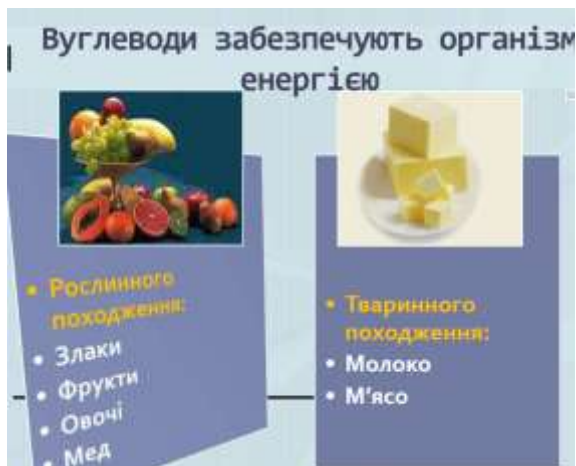 Вуглеводи забезпечують організм
енергією
• Рослинного
походження:
• Злаки
• Фрукти
• Овочі
• Мед
• Тваринного
походження:
• Молоко
• М'ясо